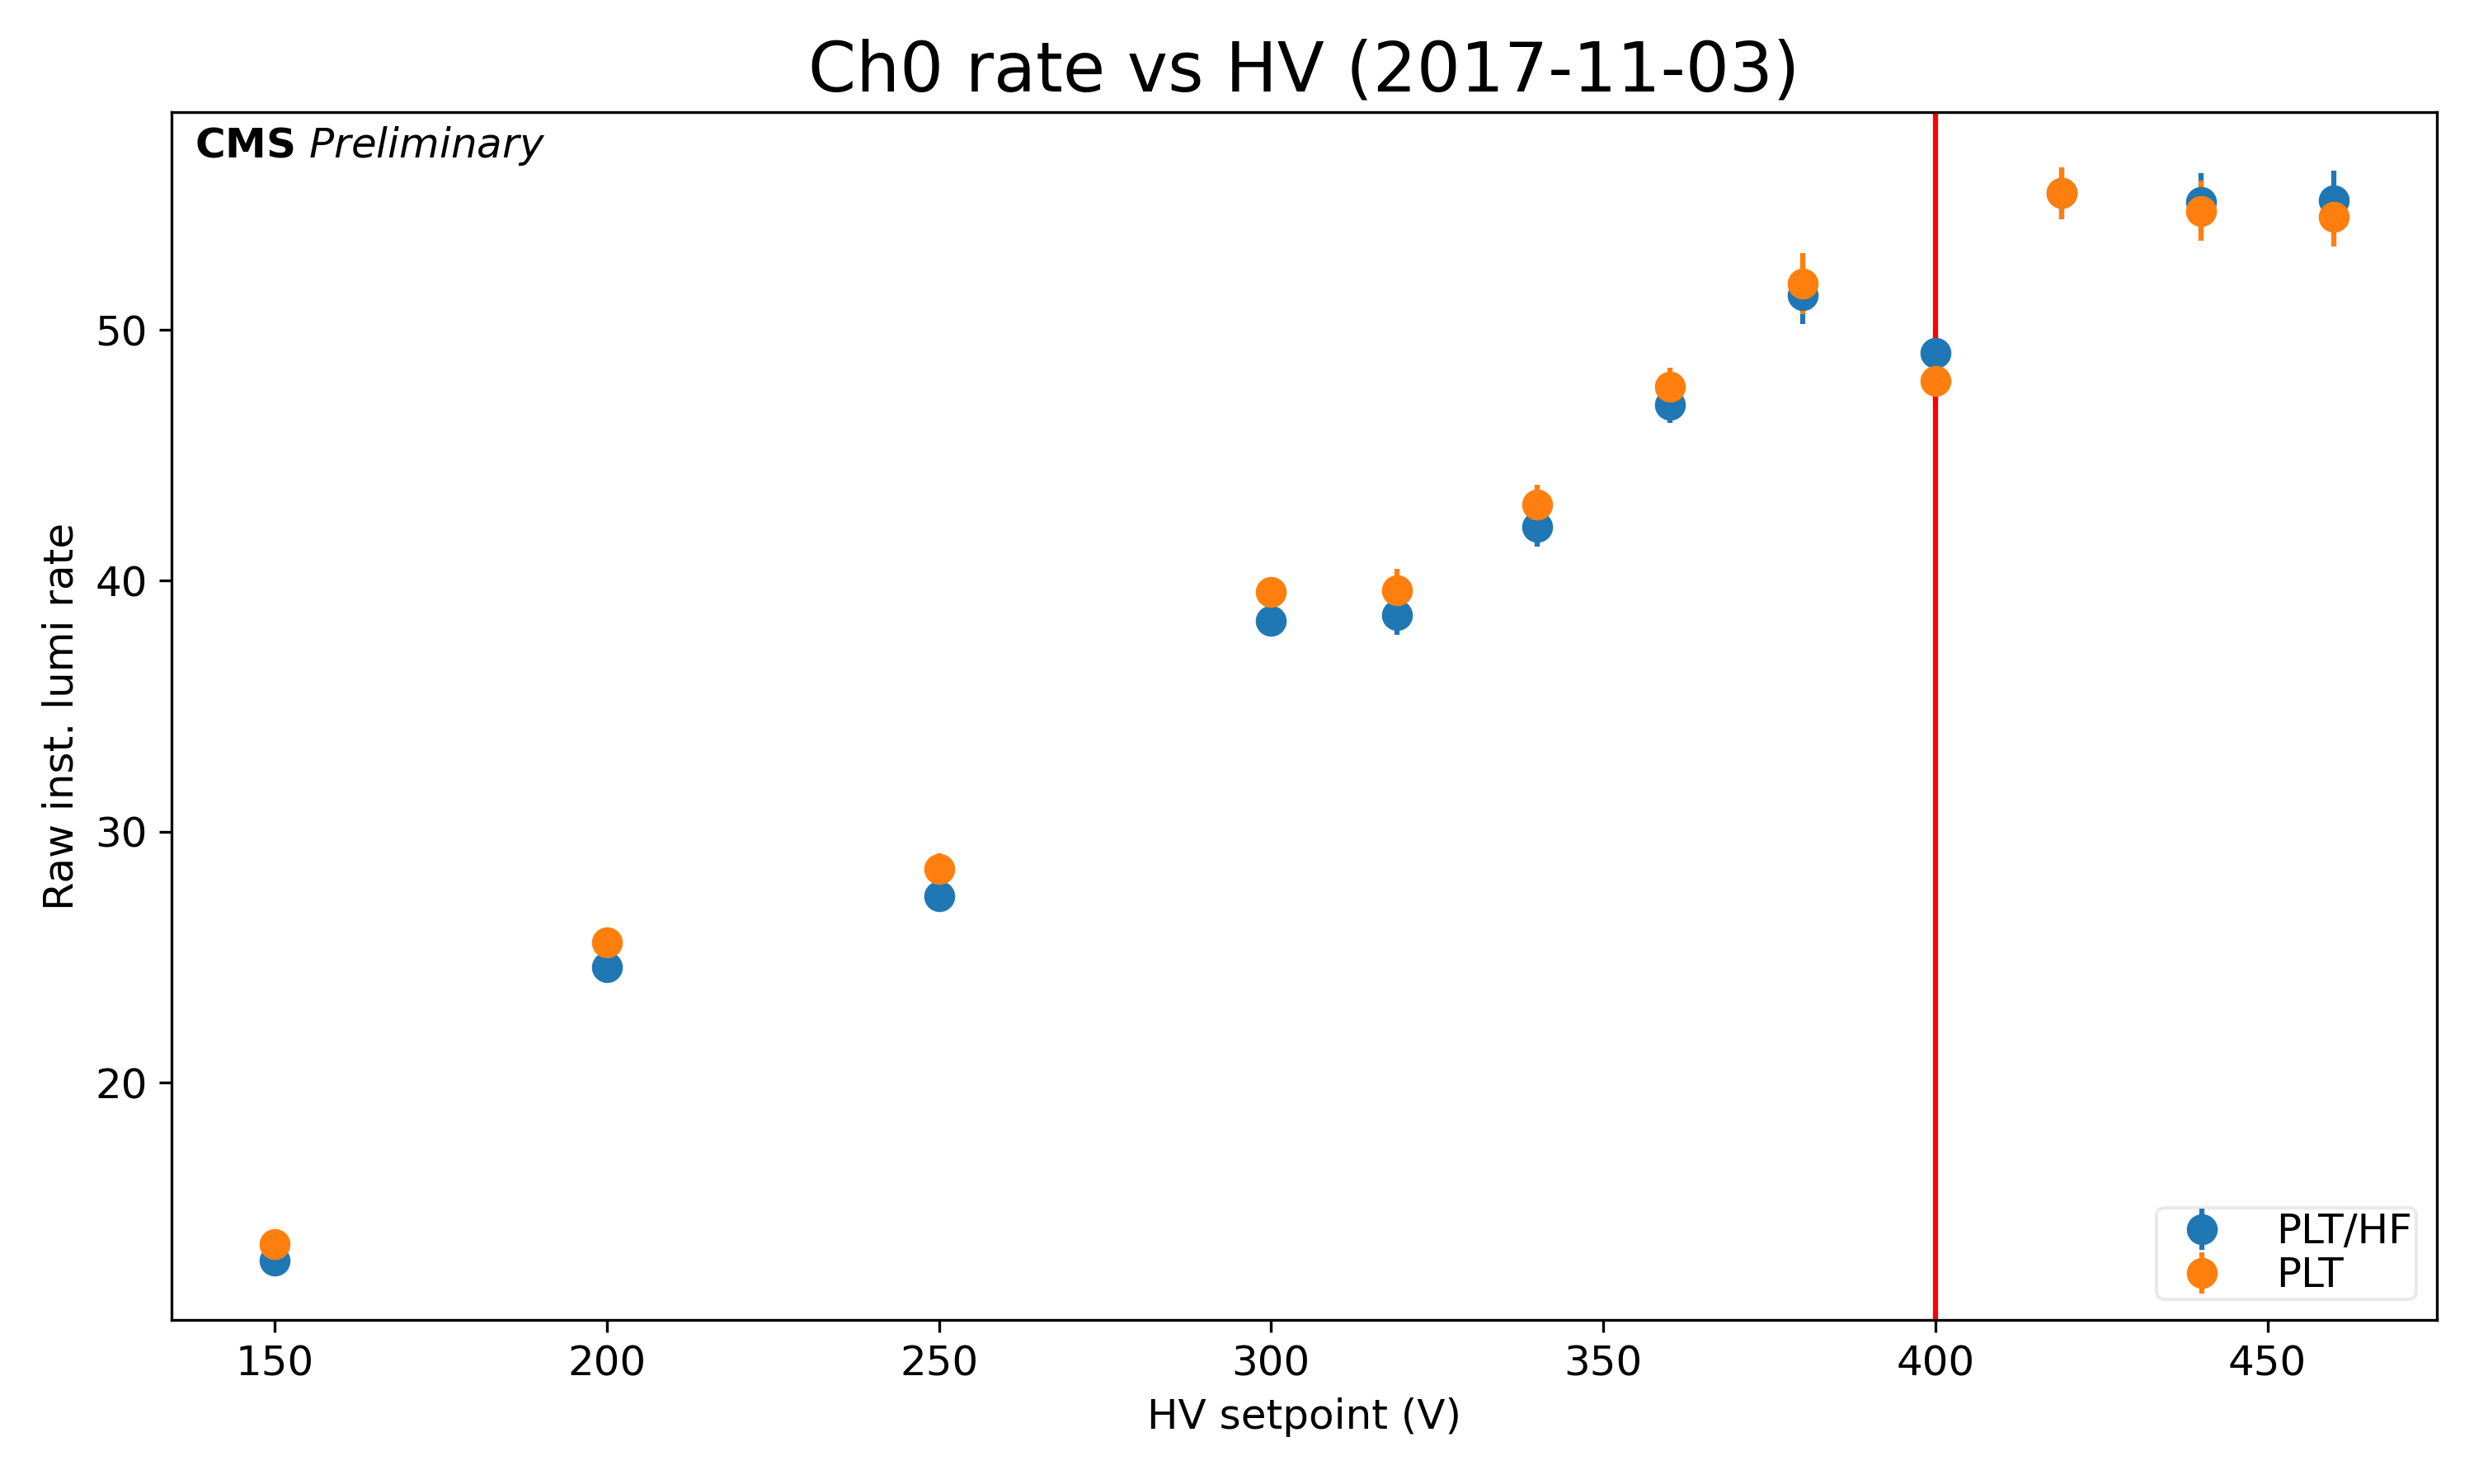 Ch0 rate vs HV (2017-11-03)
CMS Preliminary
50
40
30
20
Raw inst. lumi rate
PLT/HF
PLT
150 200 250 300 350 400 450
HV setpoint (V)